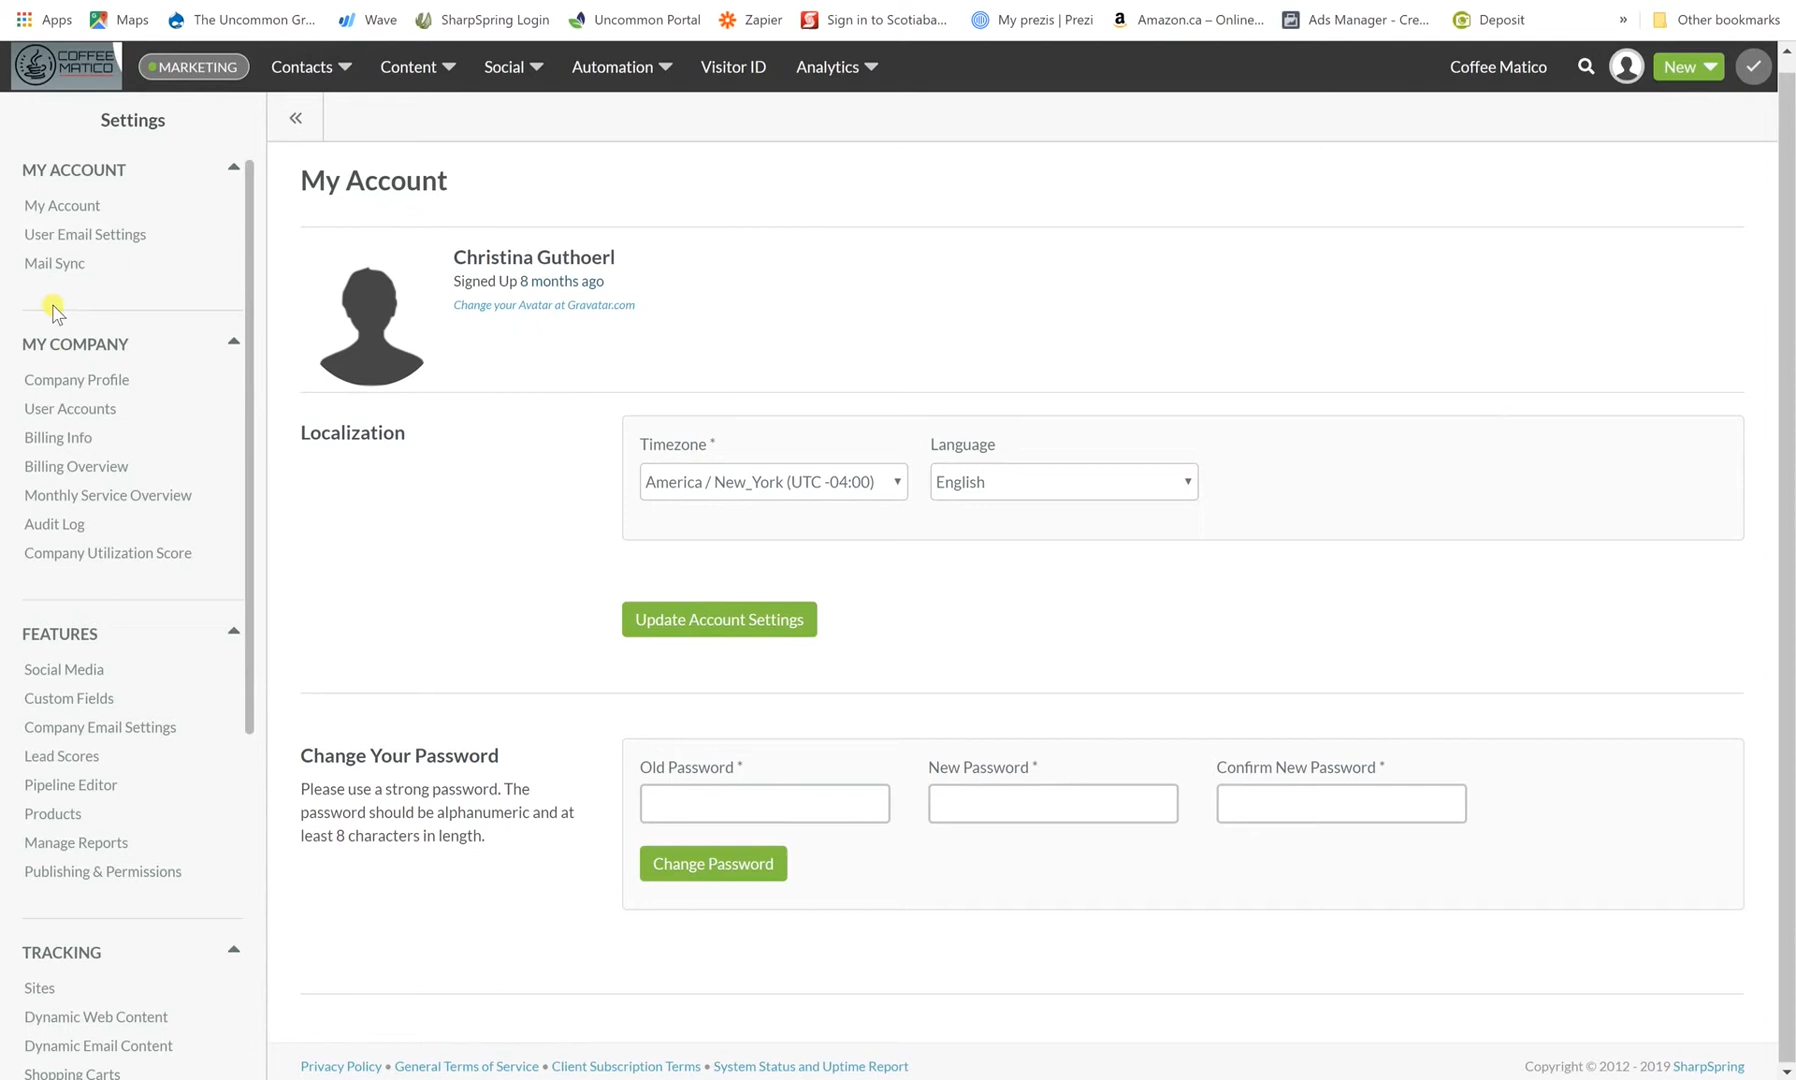 Apps Maps The Uncommon Gr... Wave SharpSpring Login Uncommon Portal Zapier Sign in to Scotiaba... My prezis | Prezi Amazon.ca – Online... Ads Manager - Cre... Deposit » Other bookmarks
COFFEE MATICO MARKETING Contacts Content Social Automation Visitor ID Analytics Coffee Matico New
Settings
«
MY ACCOUNT
My Account
User Email Settings
Mail Sync
MY COMPANY
Company Profile
User Accounts
Billing Info
Billing Overview
Monthly Service Overview
Audit Log
Company Utilization Score
FEATURES
Social Media
Custom Fields
Company Email Settings
Lead Scores
Pipeline Editor
Products
Manage Reports
Publishing & Permissions
TRACKING
Sites
Dynamic Web Content
Dynamic Email Content
Shopping Carts
My Account
Christina Guthoerl
Signed Up 8 months ago
Change your Avatar at Gravatar.com
Localization
Timezone * Language
America / New_York (UTC -04:00) English
Update Account Settings
Change Your Password
Please use a strong password. The
password should be alphanumeric and at
least 8 characters in length.
Old Password * New Password * Confirm New Password *
Change Password
Privacy Policy • General Terms of Service • Client Subscription Terms • System Status and Uptime Report Copyright © 2012 - 2019 SharpSpring